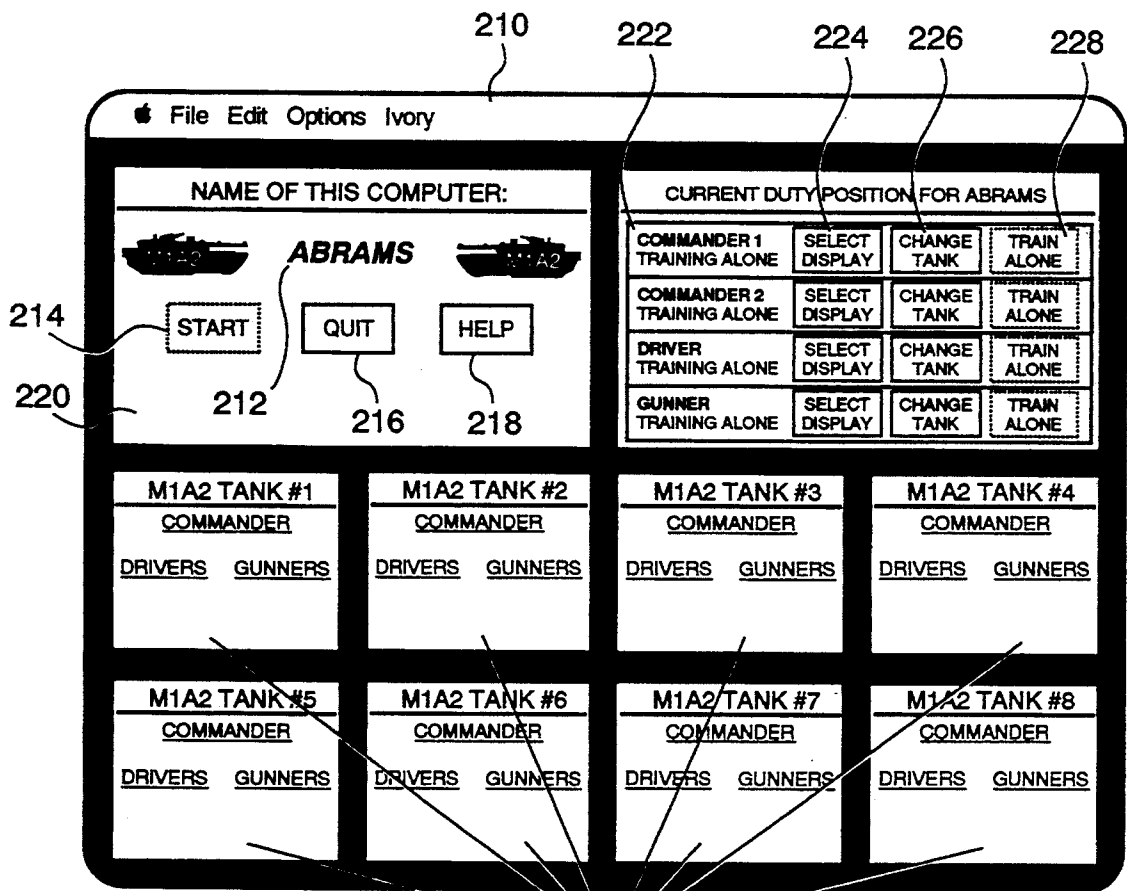 210 222 224 226 228
File Edit Options Ivory
NAME OF THIS COMPUTER:
M1A2 ABRAMS M1A2
214 START QUIT HELP
220 212 216 218
CURRENT DUTY POSITION FOR ABRAMS
COMMANDER 1 SELECT CHANGE TRAIN
TRAINING ALONE DISPLAY TANK ALONE
COMMANDER 2 SELECT CHANGE TRAIN
TRAINING ALONE DISPLAY TANK ALONE
DRIVER SELECT CHANGE TRAIN
TRAINING ALONE DISPLAY TANK ALONE
GUNNER SELECT CHANGE TRAIN
TRAINING ALONE DISPLAY TANK ALONE
M1A2 TANK #1 M1A2 TANK #2 M1A2 TANK #3 M1A2 TANK #4
COMMANDER COMMANDER COMMANDER COMMANDER
DRIVERS GUNNERS DRIVERS GUNNERS DRIVERS GUNNERS DRIVERS GUNNERS
M1A2 TANK #5 M1A2 TANK #6 M1A2 TANK #7 M1A2 TANK #8
COMMANDER COMMANDER COMMANDER COMMANDER
DRIVERS GUNNERS DRIVERS GUNNERS DRIVERS GUNNERS DRIVERS GUNNERS